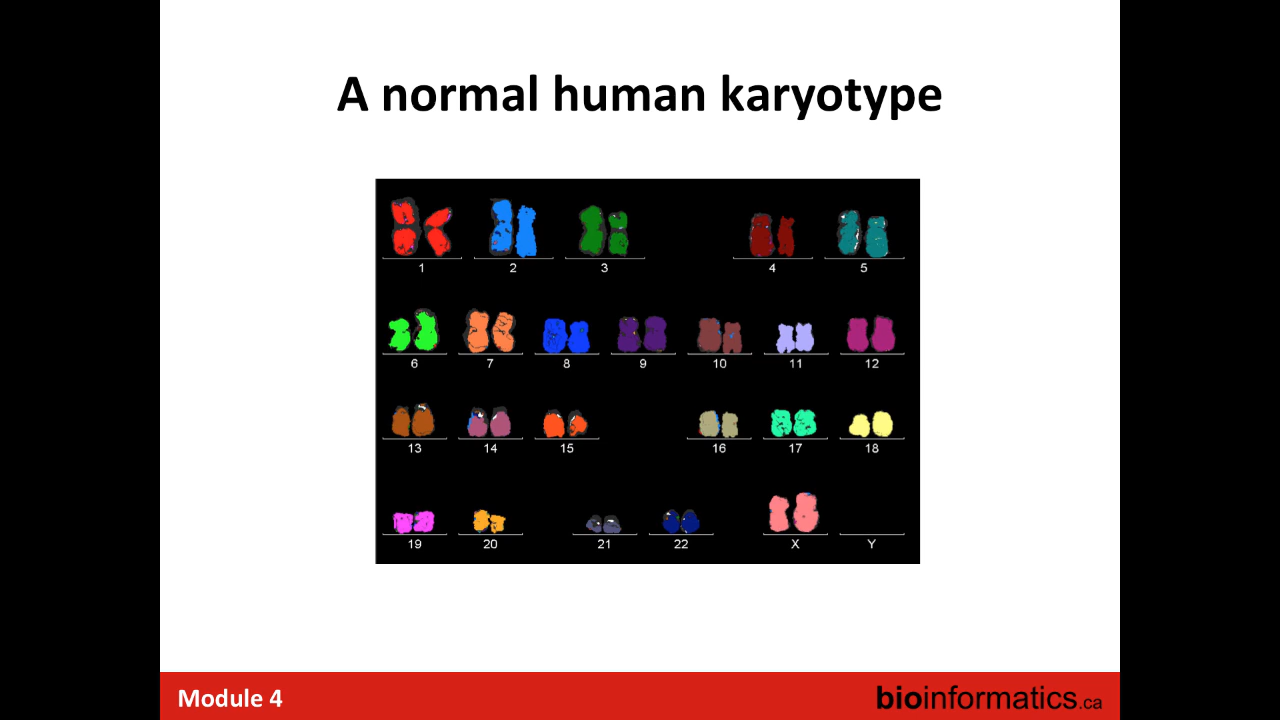 A normal human karyotype
1 2 3 4 5
6 7 8 9 10 11 12
13 14 15 16 17 18
19 20 21 22 X Y
Module 4 bioinformatics.ca